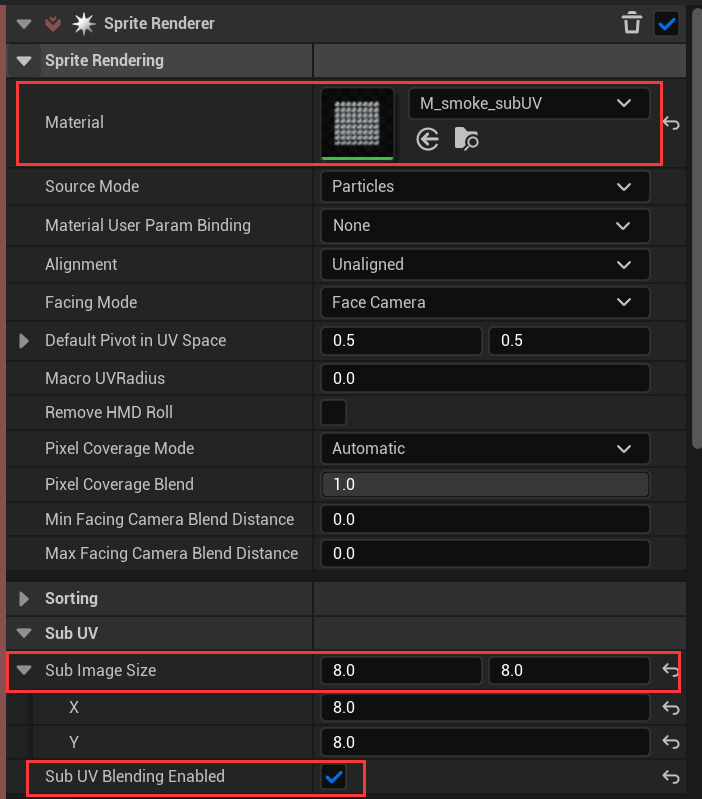 Sprite Renderer
Sprite Rendering
Material M_smoke_subUV
Source Mode Particles
Material User Param Binding None
Alignment Unaligned
Facing Mode Face Camera
Default Pivot in UV Space 0.5 0.5
Macro UVRadius 0.0
Remove HMD Roll
Pixel Coverage Mode Automatic
Pixel Coverage Blend 1.0
Min Facing Camera Blend Distance 0.0
Max Facing Camera Blend Distance 0.0
Sorting
Sub UV
Sub Image Size 8.0 8.0
X 8.0
Y 8.0
Sub UV Blending Enabled